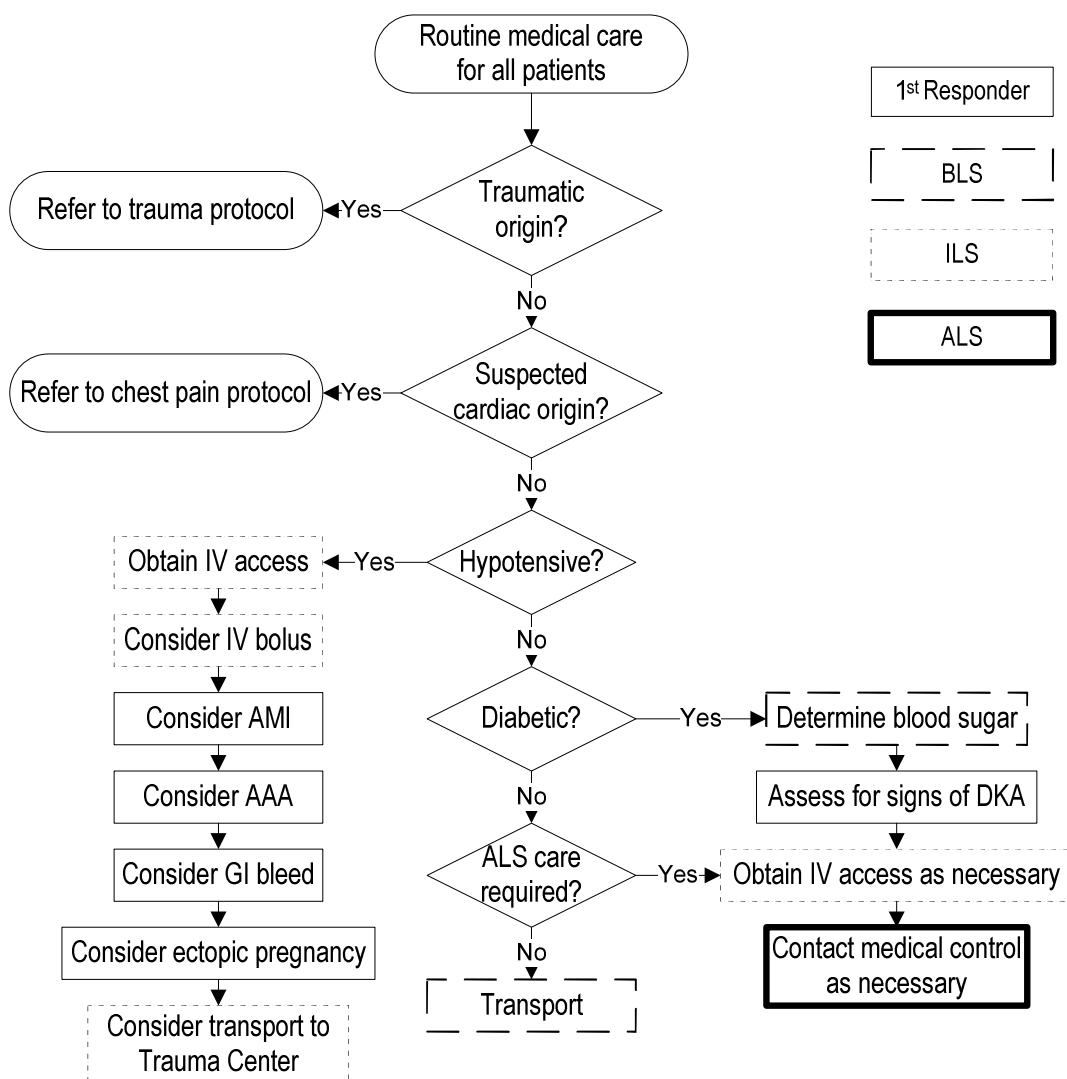 Routine medical care
for all patients
1st Responder
BLS
ILS
ALS
Traumatic
origin?
Yes
Refer to trauma protocol
No
Suspected
cardiac origin?
Yes
Refer to chest pain protocol
No
Hypotensive?
Yes
Obtain IV access
Consider IV bolus
Consider AMI
Consider AAA
Consider GI bleed
Consider ectopic pregnancy
Consider transport to
Trauma Center
No
Diabetic?
Yes
Determine blood sugar
Assess for signs of DKA
No
ALS care
required?
Yes
Obtain IV access as necessary
Contact medical control
as necessary
No
Transport